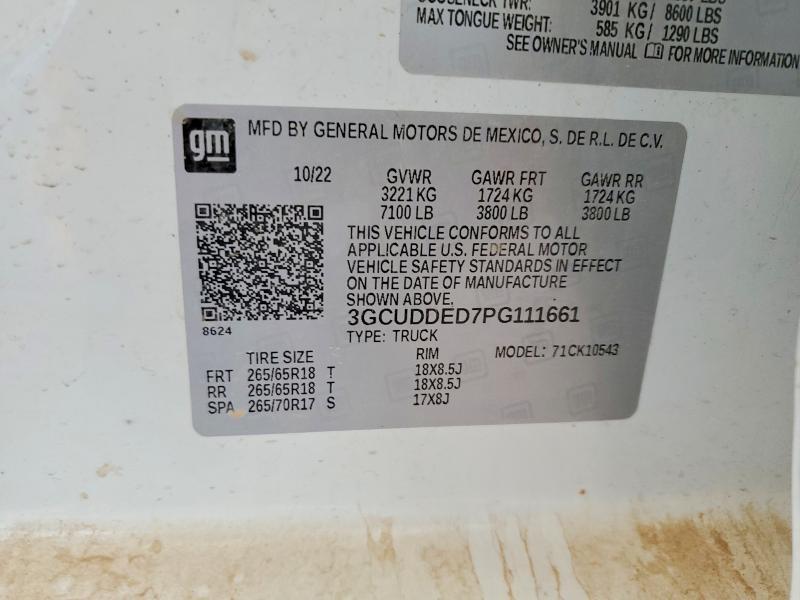 3901 KG/ 8600 LBS
MAX TONGUE WEIGHT: 585 KG/ 1290 LBS
SEE OWNER'S MANUAL FOR MORE INFORMATION
gm
MFD BY GENERAL MOTORS DE MEXICO, S. DE R.L. DE C.V.
10/22 GVWR GAWR FRT GAWR RR
3221 KG 1724 KG 1724 KG
7100 LB 3800 LB 3800 LB
THIS VEHICLE CONFORMS TO ALL
APPLICABLE U.S. FEDERAL MOTOR
VEHICLE SAFETY STANDARDS IN EFFECT
ON THE DATE OF MANUFACTURE
SHOWN ABOVE.
3GCUDDED7PG111661
8624
TYPE: TRUCK
TIRE SIZE RIM MODEL: 71CK10543
FRT 265/65R18 T 18X8.5J
RR 265/65R18 T 18X8.5J
SPA 265/70R17 S 17X8J